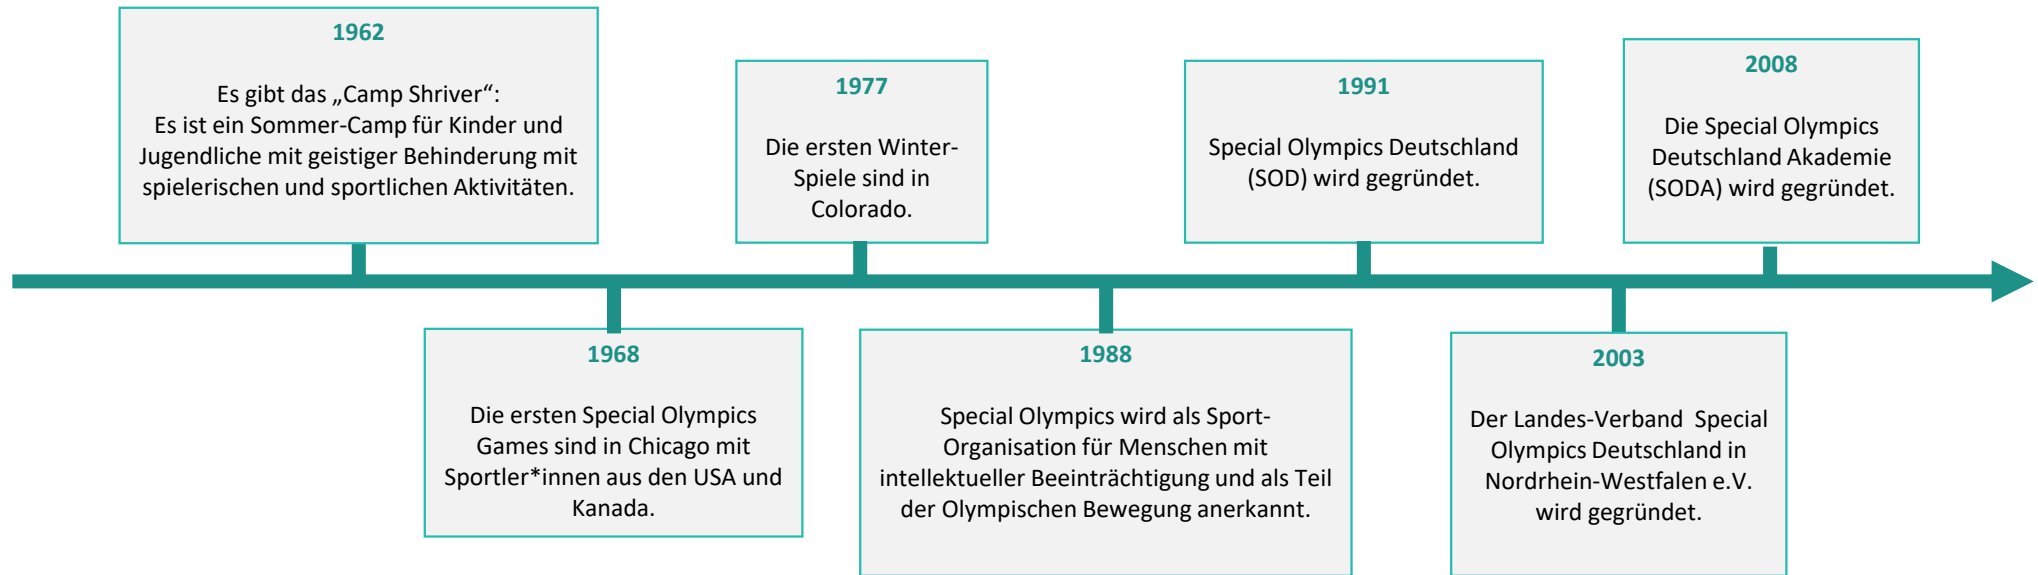 1962
Es gibt das „Camp Shriver“:
Es ist ein Sommer-Camp für Kinder und
Jugendliche mit geistiger Behinderung mit
spielerischen und sportlichen Aktivitäten.
1968
Die ersten Special Olympics
Games sind in Chicago mit
Sportler*innen aus den USA und
Kanada.
1977
Die ersten Winter-
Spiele sind in
Colorado.
1988
Special Olympics wird als Sport-
Organisation für Menschen mit
intellektueller Beeinträchtigung und als Teil
der Olympischen Bewegung anerkannt.
1991
Special Olympics Deutschland
(SOD) wird gegründet.
2003
Der Landes-Verband  Special
Olympics Deutschland in
Nordrhein-Westfalen e.V.
wird gegründet.
2008
Die Special Olympics
Deutschland Akademie
(SODA) wird gegründet.